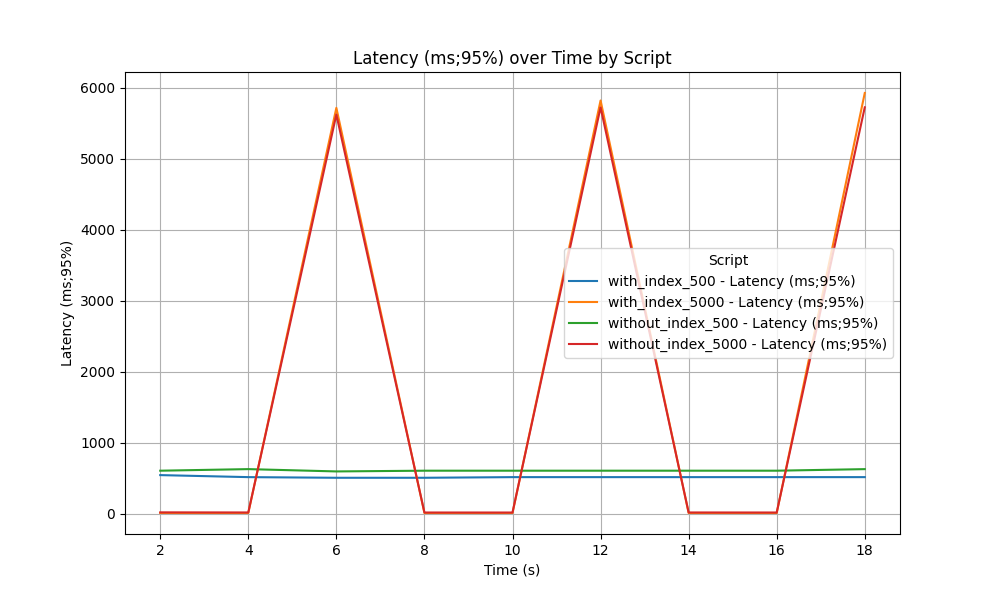 Latency (ms;95%) over Time by Script
6000
5000
4000
3000
2000
1000
0
Latency (ms;95%)
Script
with_index_500 - Latency (ms;95%)
with_index_5000 - Latency (ms;95%)
without_index_500 - Latency (ms;95%)
without_index_5000 - Latency (ms;95%)
2 4 6 8 10 12 14 16 18
Time (s)